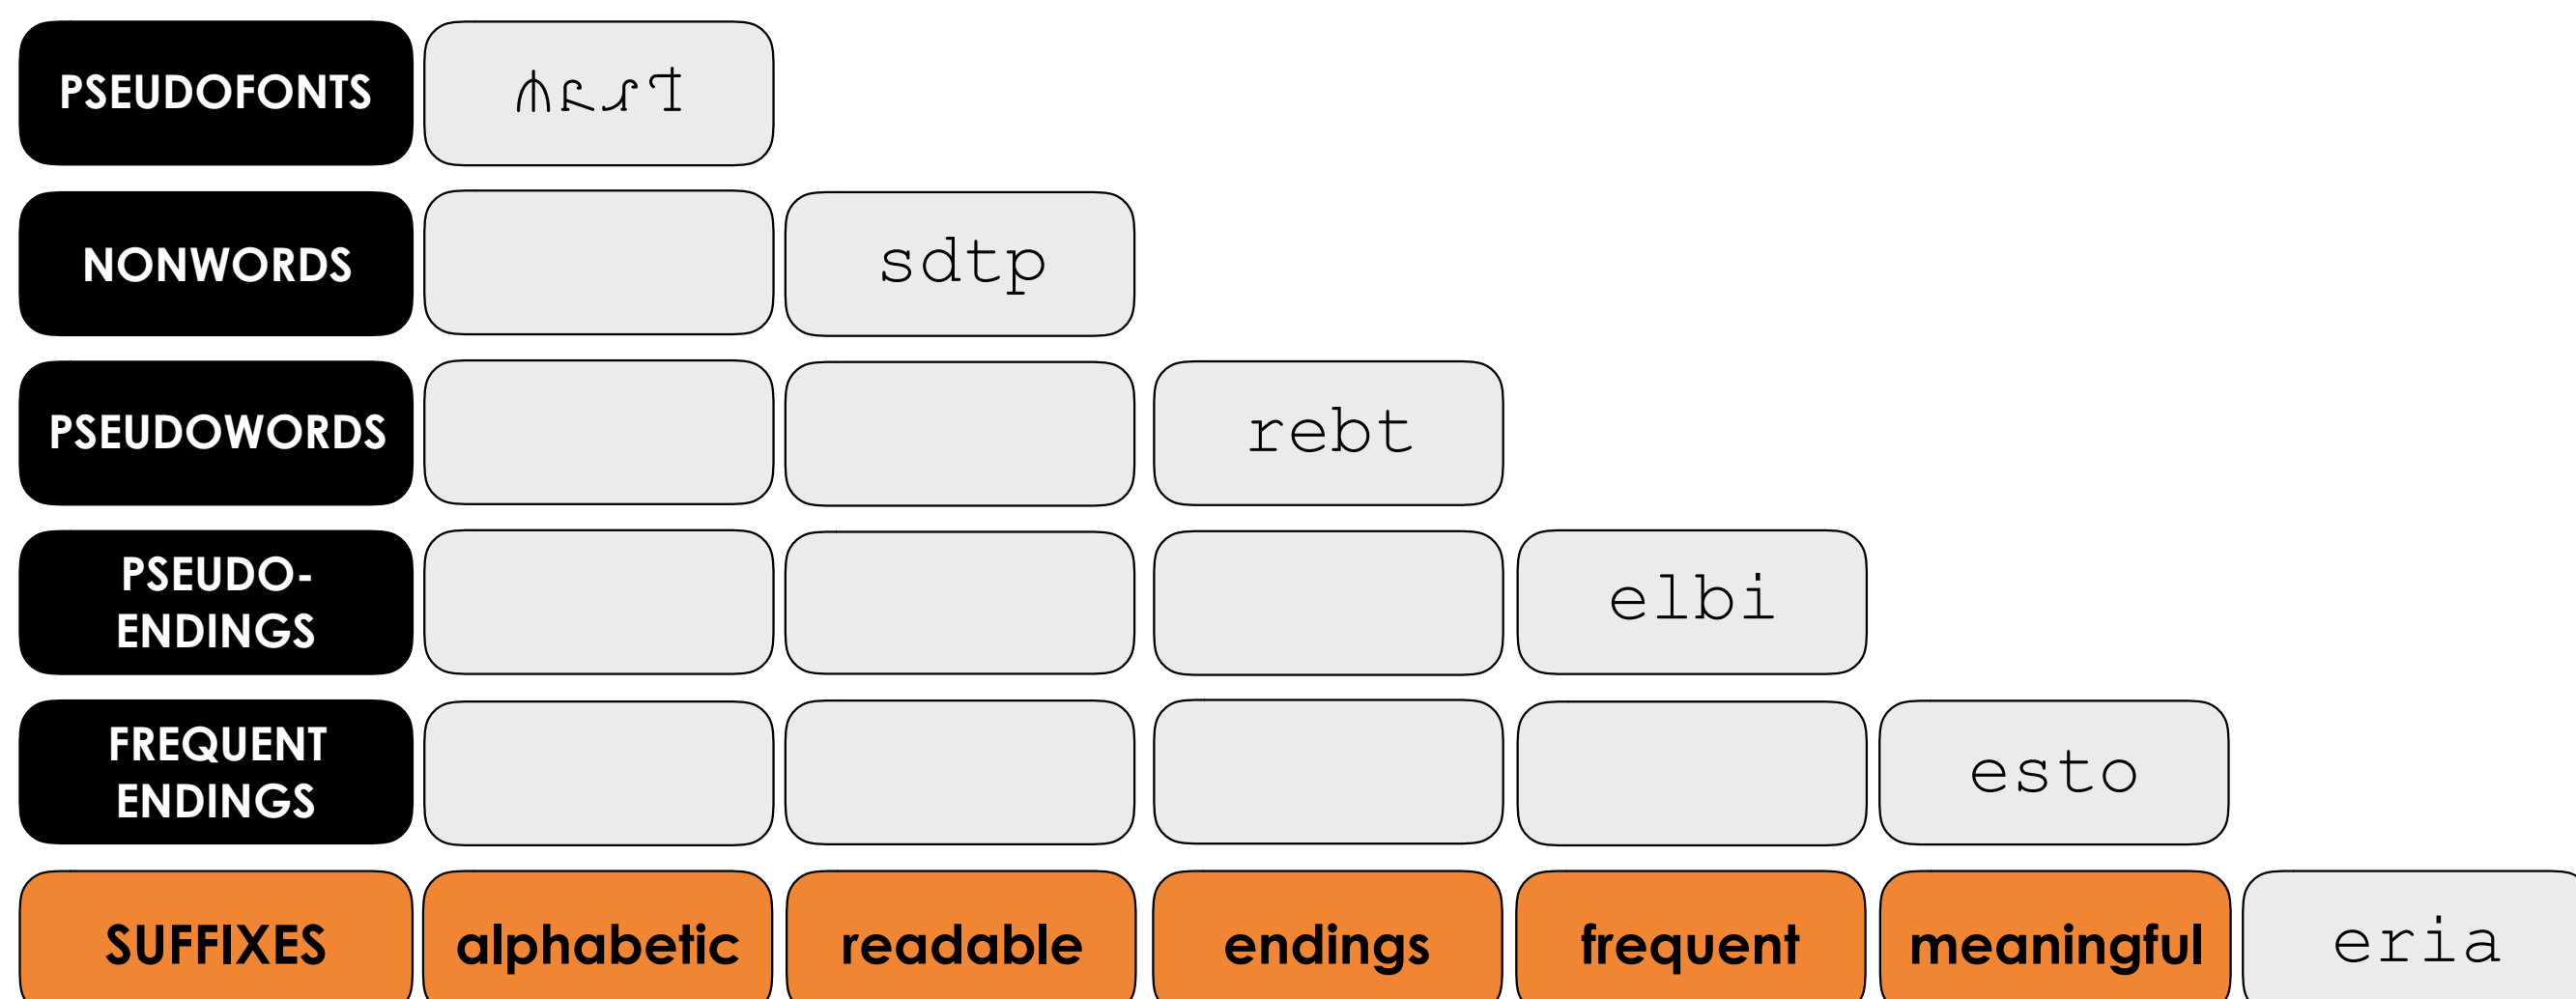 PSEUDOFONTS
NONWORDS sdtp
PSEUDOWORDS rebt
PSEUDO-
ENDINGS elbi
FREQUENT
ENDINGS esto
SUFFIXES alphabetic readable endings frequent meaningful eria